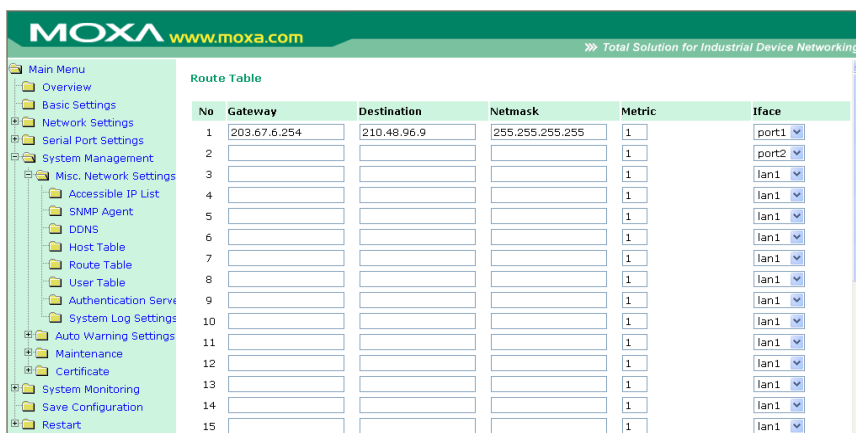 MOXA www.moxa.com
Total Solution for Industrial Device Networking
Main Menu
Overview
Basic Settings
Network Settings
Serial Port Settings
System Management
Misc. Network Settings
Accessible IP List
SNMP Agent
DDNS
Host Table
Route Table
User Table
Authentication Serve
System Log Settings
Auto Warning Settings
Maintenance
Certificate
System Monitoring
Save Configuration
Restart
Route Table
No Gateway Destination Netmask Metric Iface
1 203.67.6.254 210.48.96.9 255.255.255.255 1 port1
2 1 port2
3 1 lan1
4 1 lan1
5 1 lan1
6 1 lan1
7 1 lan1
8 1 lan1
9 1 lan1
10 1 lan1
11 1 lan1
12 1 lan1
13 1 lan1
14 1 lan1
15 1 lan1